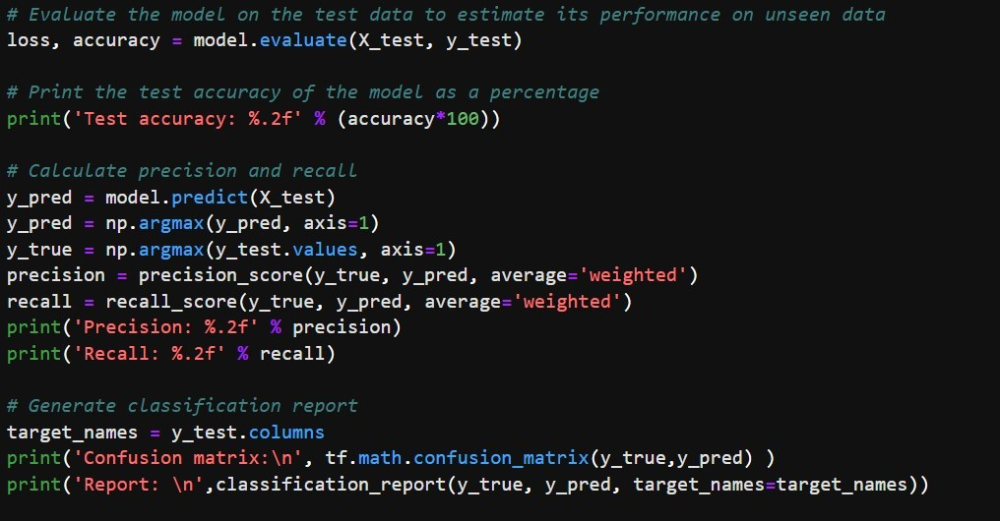 # Evaluate the model on the test data to estimate its performance on unseen data
loss, accuracy = model.evaluate(X_test, y_test)
# Print the test accuracy of the model as a percentage
print('Test accuracy: %.2f' % (accuracy*100))
# Calculate precision and recall
y_pred = model.predict(X_test)
y_pred = np.argmax(y_pred, axis=1)
y_true = np.argmax(y_test.values, axis=1)
precision = precision_score(y_true, y_pred, average='weighted')
recall = recall_score(y_true, y_pred, average='weighted')
print('Precision: %.2f' % precision)
print('Recall: %.2f' % recall)
# Generate classification report
target_names = y_test.columns
print('Confusion matrix:\n', tf.math.confusion_matrix(y_true,y_pred) )
print('Report: \n',classification_report(y_true, y_pred, target_names=target_names))